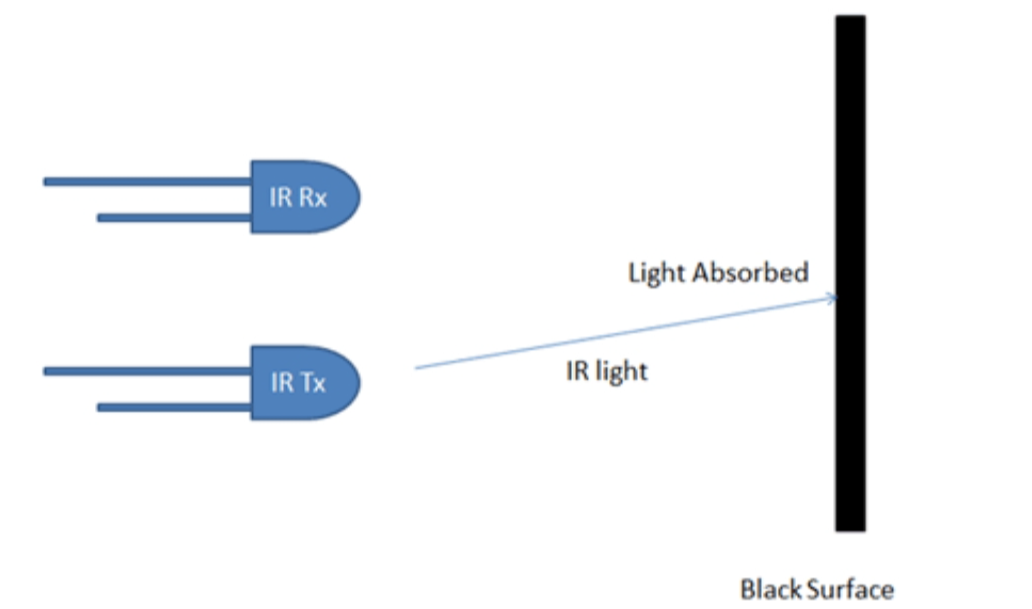 IR Rx
Light Absorbed
IR light
IR Tx
Black Surface